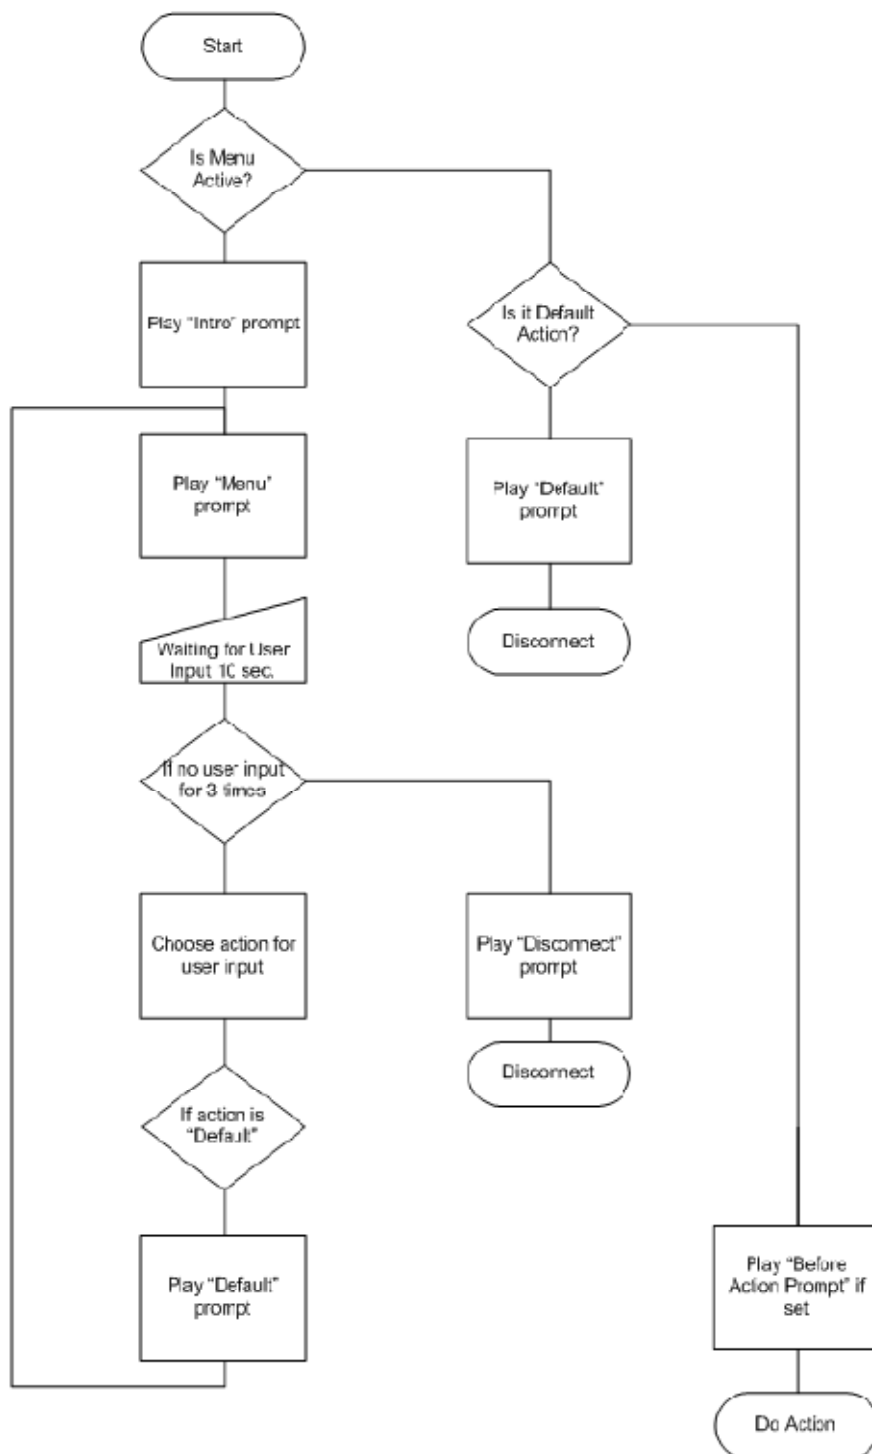 Start
Is Menu
Active?
Play "Intro" prompt
Is it Default
Action?
Play "Menu"
prompt
Play "Default"
prompt
Waiting for User
Input 10 sec.
Disconnect
If no user input
for 3 times
Choose action for
user input
Play "Disconnect"
prompt
Disconnect
If action is
"Default"
Play "Default"
prompt
Play "Before
Action Prompt" if
set
Do Action